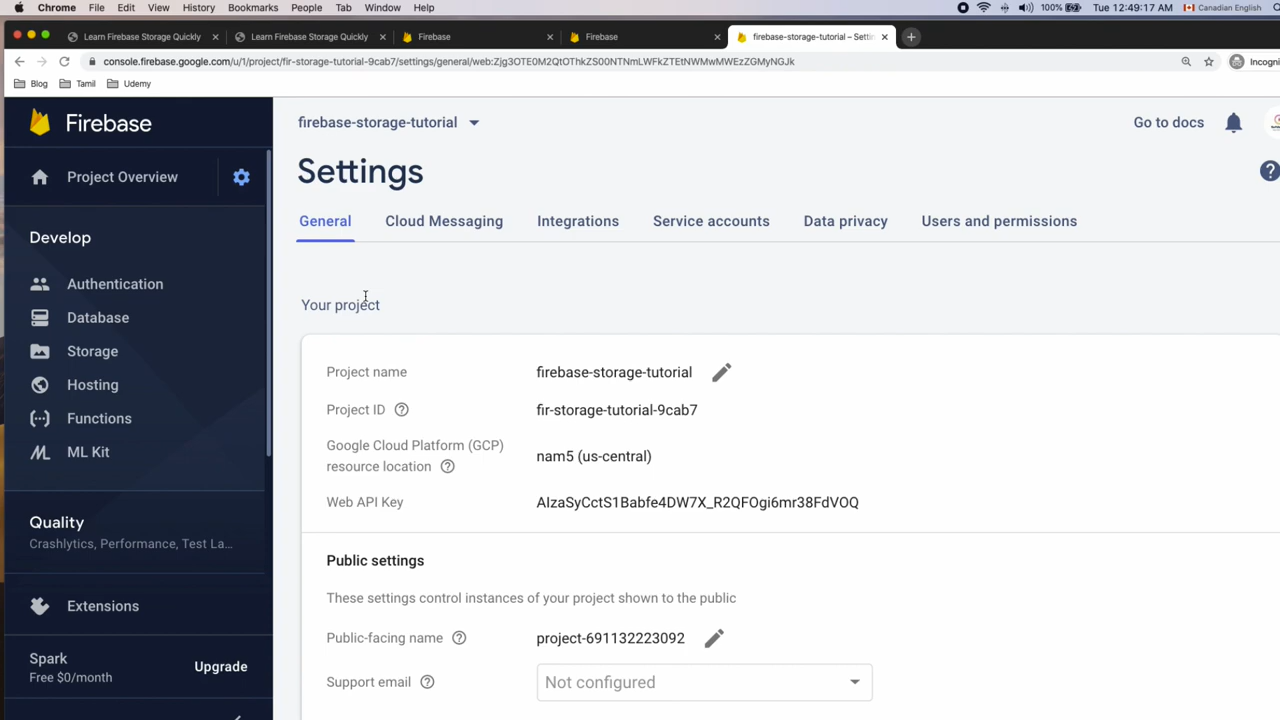 Chrome File Edit View History Bookmarks People Tab Window Help 100% Tue 12:49:17 AM Canadian English
Learn Firebase Storage Quickly Learn Firebase Storage Quickly Firebase Firebase firebase-storage-tutorial – Setti
console.firebase.google.com/u/1/project/fir-storage-tutorial-9cab7/settings/general/web:Zjg3OTE0M2QtOThkZS00NTNmLWFkZTEtNWMwMWEzZGMyNGJk Incogni
Blog Tamil Udemy
Firebase
firebase-storage-tutorial
Go to docs
Project Overview
Settings
General Cloud Messaging Integrations Service accounts Data privacy Users and permissions
Develop
Authentication
Database
Storage
Hosting
Functions
ML Kit
Quality
Crashlytics, Performance, Test La...
Extensions
Spark
Free $0/month
Upgrade
Your project
Project name firebase-storage-tutorial
Project ID fir-storage-tutorial-9cab7
Google Cloud Platform (GCP)
resource location nam5 (us-central)
Web API Key AIzaSyCctS1Babfe4DW7X_R2QFOgi6mr38FdVOQ
Public settings
These settings control instances of your project shown to the public
Public-facing name project-691132223092
Support email Not configured